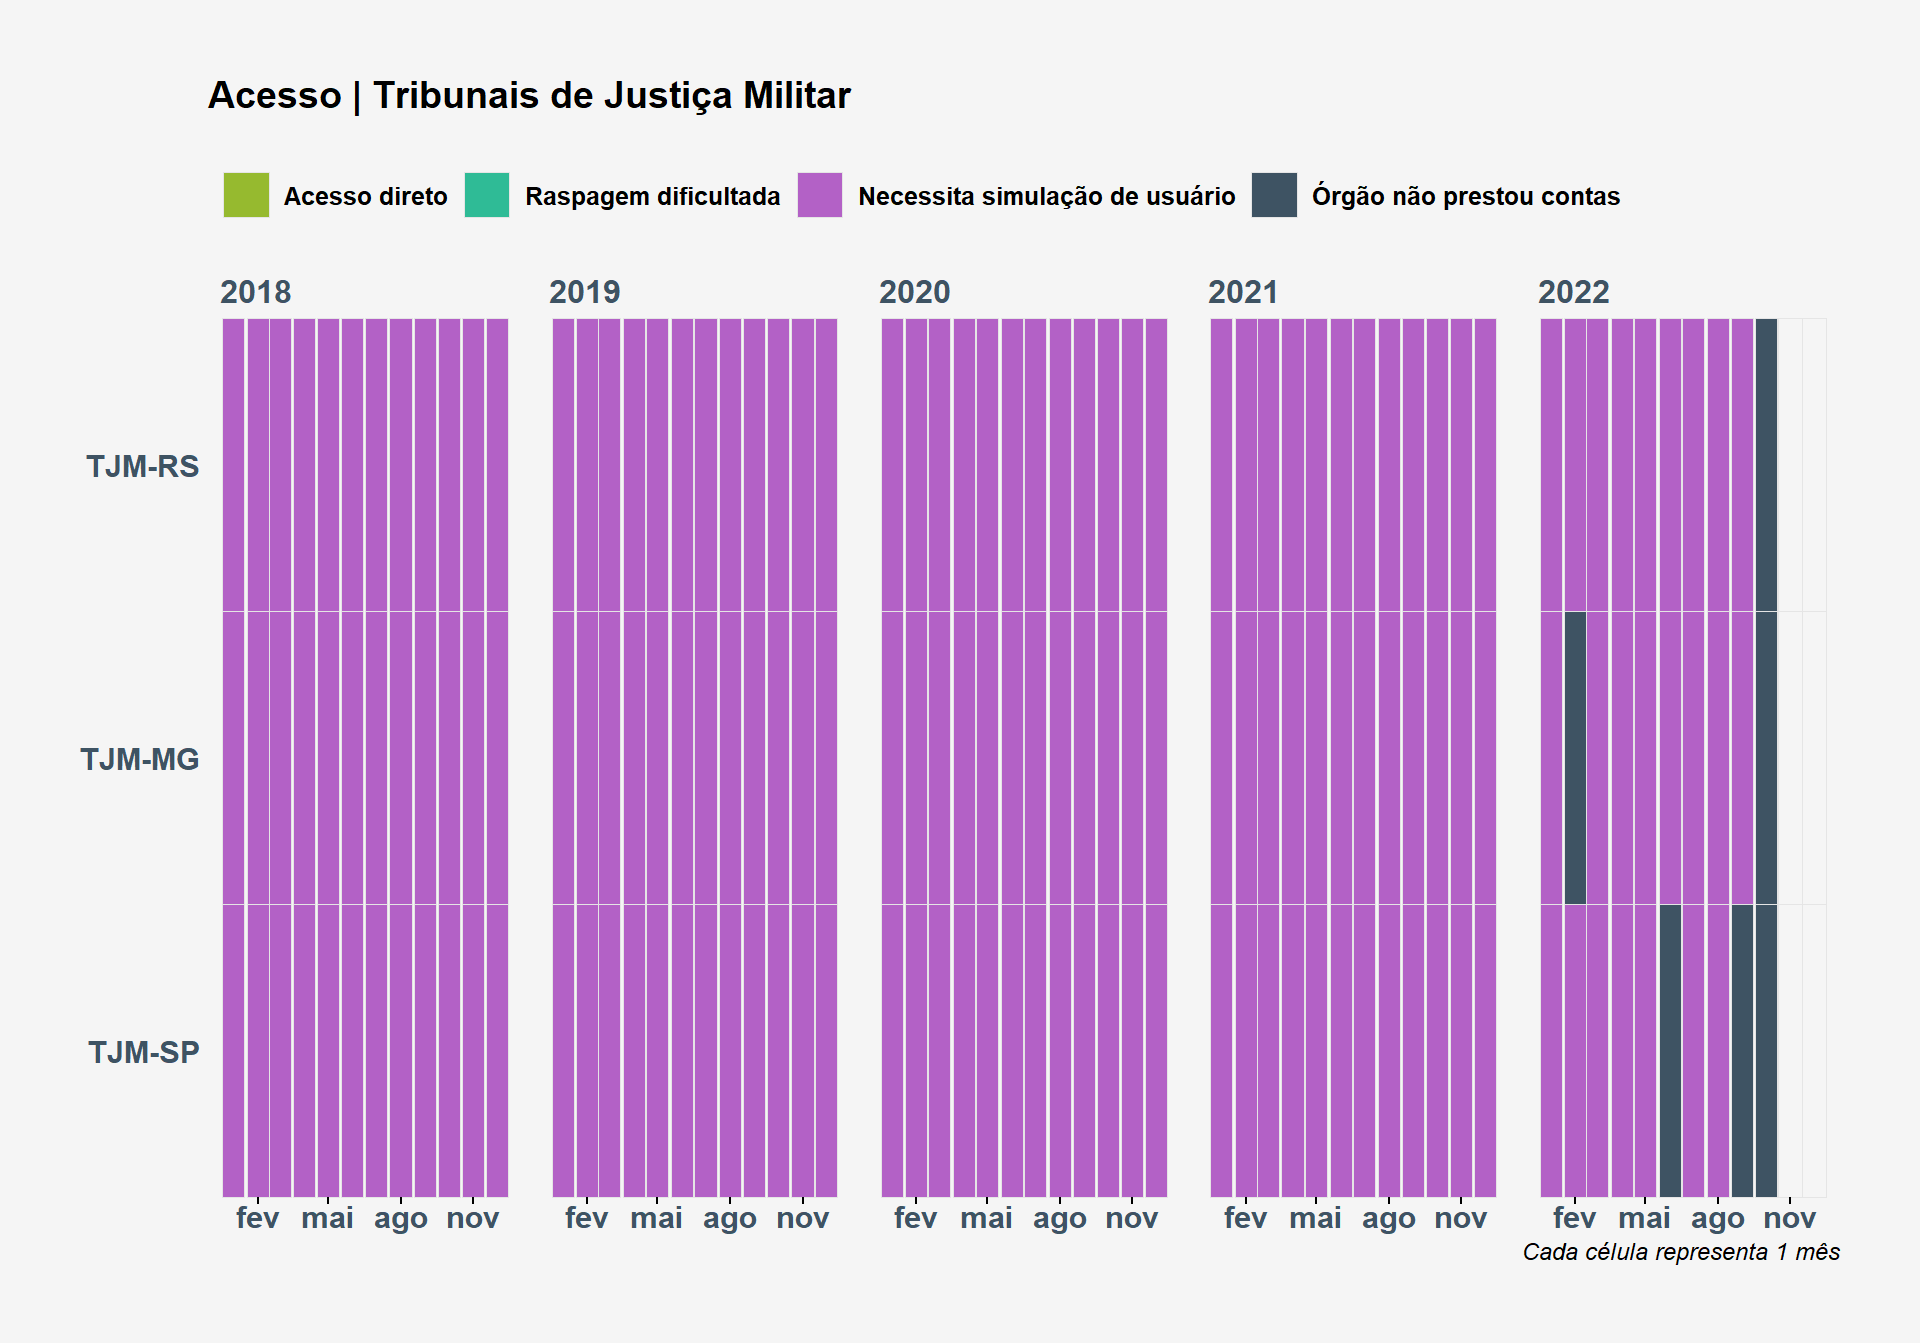 Acesso | Tribunais de Justiça Militar
Acesso direto Raspagem dificultada Necessita simulação de usuário Órgão não prestou contas
2018 2019 2020 2021 2022
TJM-RS
TJM-MG
TJM-SP
fev mai ago nov fev mai ago nov fev mai ago nov fev mai ago nov fev mai ago nov
Cada célula representa 1 mês